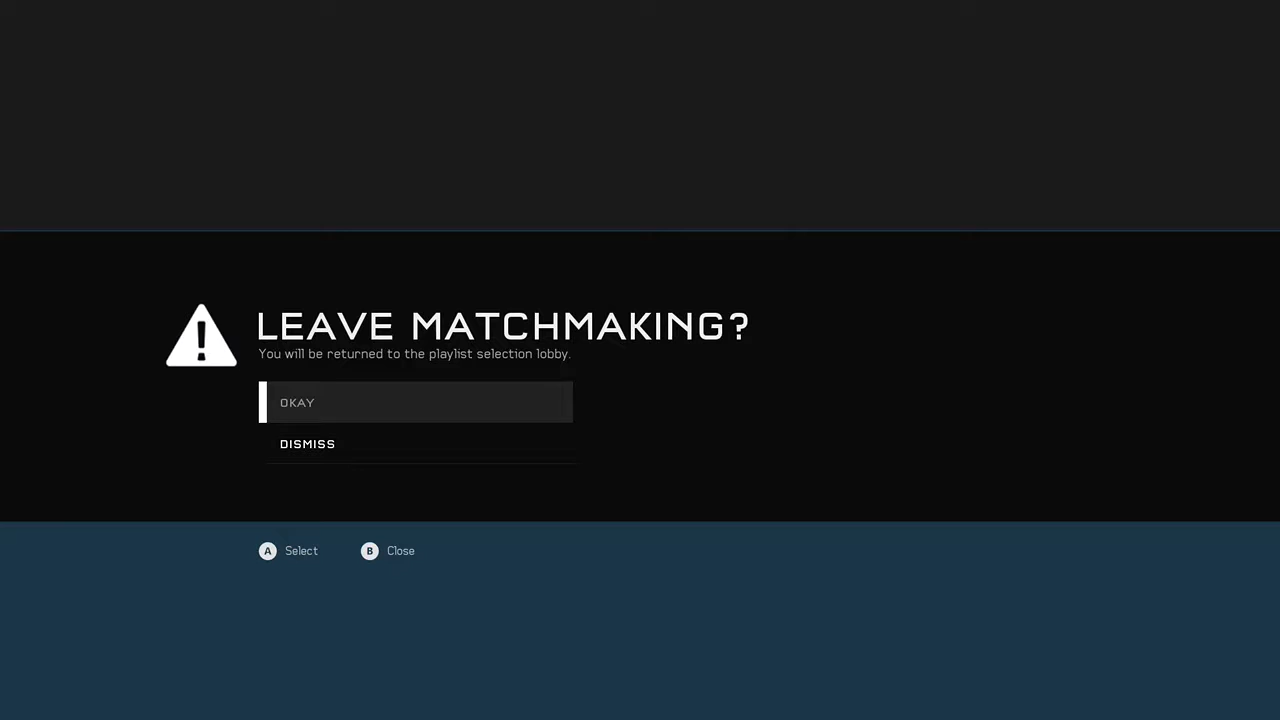 LEAVE MATCHMAKING?
You will be returned to the playlist selection lobby.
OKAY
DISMISS
A Select B Close